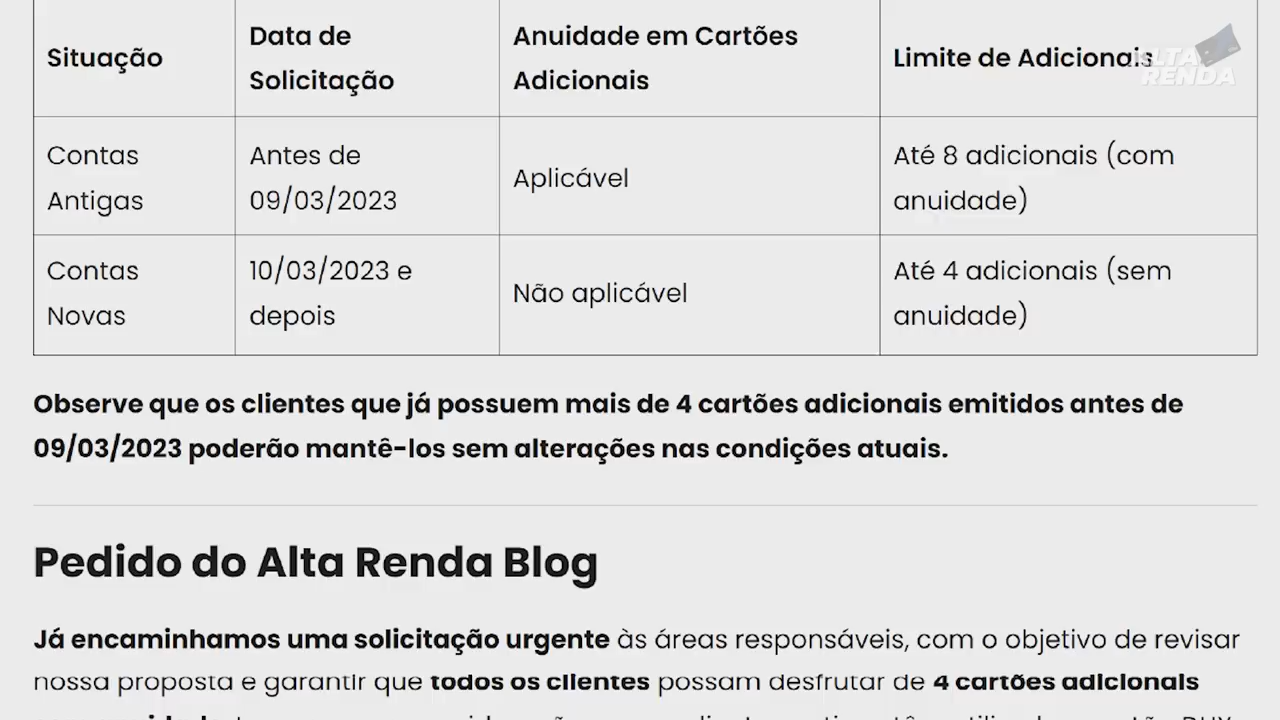 Situação
Data de
Solicitação
Anuidade em Cartões
Adicionais
Limite de Adicionais
ALTA
RENDA
Contas
Antigas
Antes de
09/03/2023
Aplicável
Até 8 adicionais (com
anuidade)
Contas
Novas
10/03/2023 e
depois
Não aplicável
Até 4 adicionais (sem
anuidade)
Observe que os clientes que já possuem mais de 4 cartões adicionais emitidos antes de
09/03/2023 poderão mantê-los sem alterações nas condições atuais.
Pedido do Alta Renda Blog
Já encaminhamos uma solicitação urgente às áreas responsáveis, com o objetivo de revisar
nossa proposta e garantir que todos os clientes possam desfrutar de 4 cartões adicionais